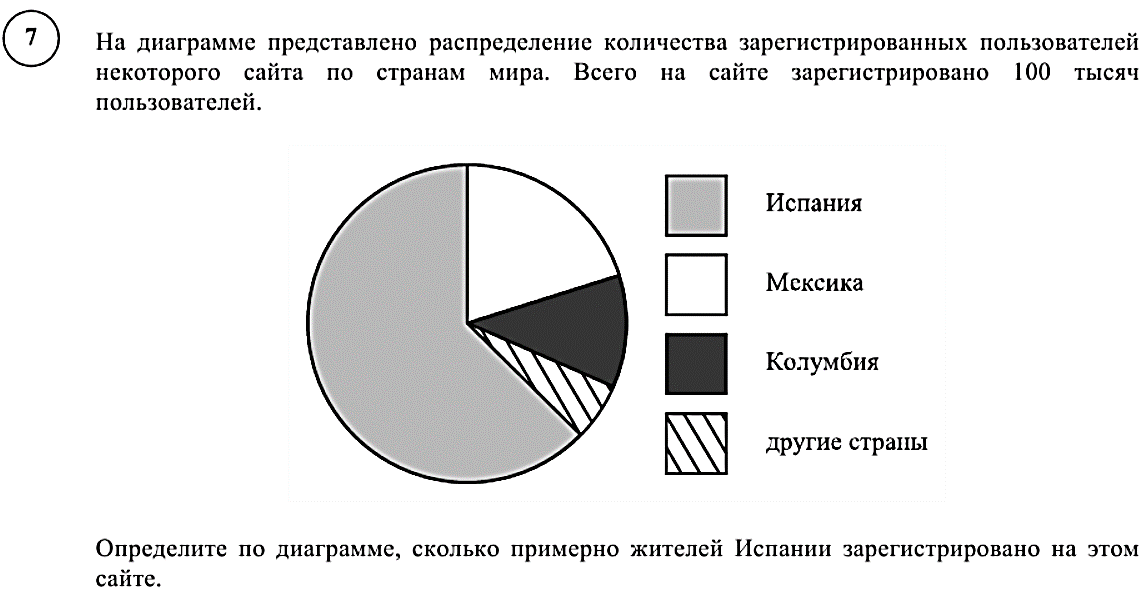 7
На диаграмме представлено распределение количества зарегистрированных пользователей
некоторого сайта по странам мира. Всего на сайте зарегистрировано 100 тысяч
пользователей.
Испания
Мексика
Колумбия
другие страны
Определите по диаграмме, сколько примерно жителей Испании зарегистрировано на этом
сайте.